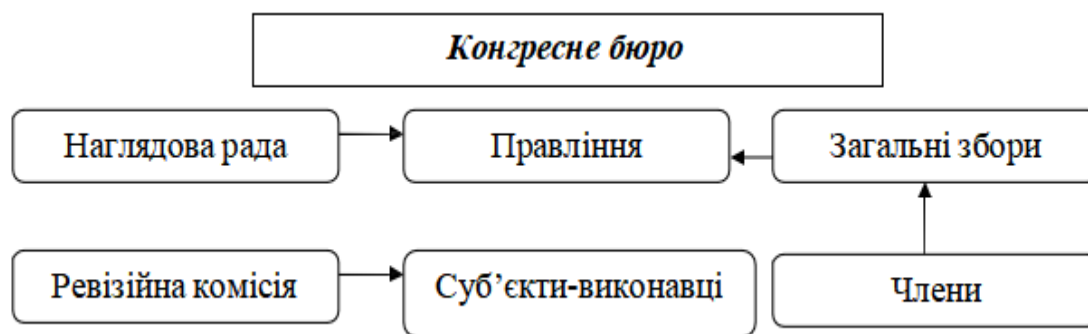 Конгресне бюро
Наглядова рада
Правління
Загальні збори
Ревізійна комісія
Суб’єкти-виконавці
Члени